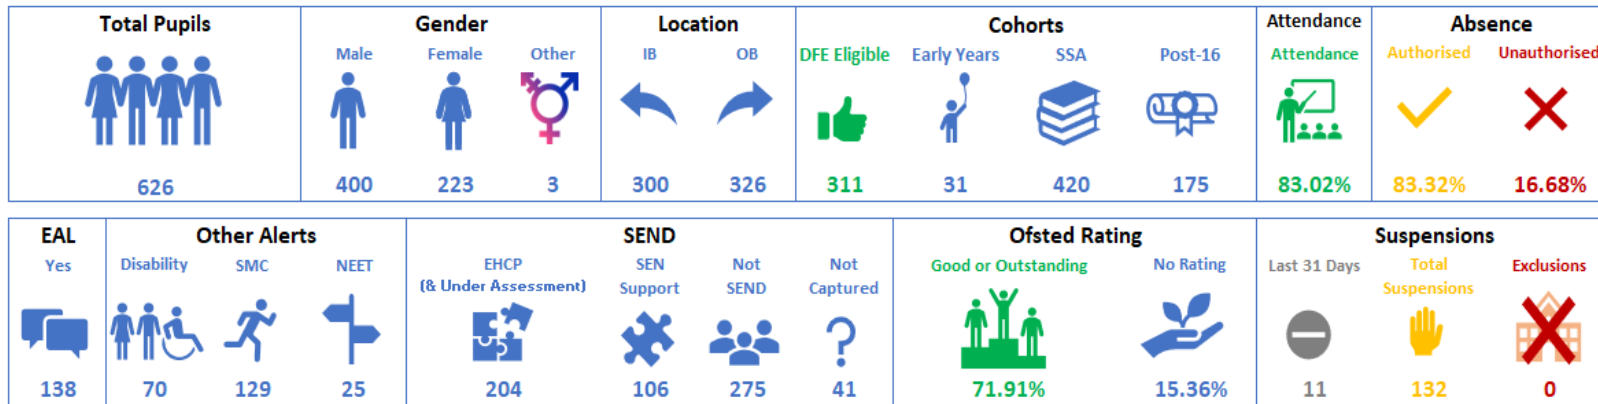 Total Pupils
626
Gender
Male Female Other
400 223 3
Location
IB OB
300 326
Cohorts
DFE Eligible Early Years SSA Post-16
311 31 420 175
Attendance
Attendance
83.02%
Absence
Authorised Unauthorised
83.32% 16.68%
EAL
Yes
138
Other Alerts
Disability SMC NEET
70 129 25
SEND
EHCP
(& Under Assessment)
SEN
Support
Not
SEND
Not
Captured
204 106 275 41
Ofsted Rating
Good or Outstanding No Rating
71.91% 15.36%
Suspensions
Last 31 Days
Total
Suspensions
Exclusions
11 132 0